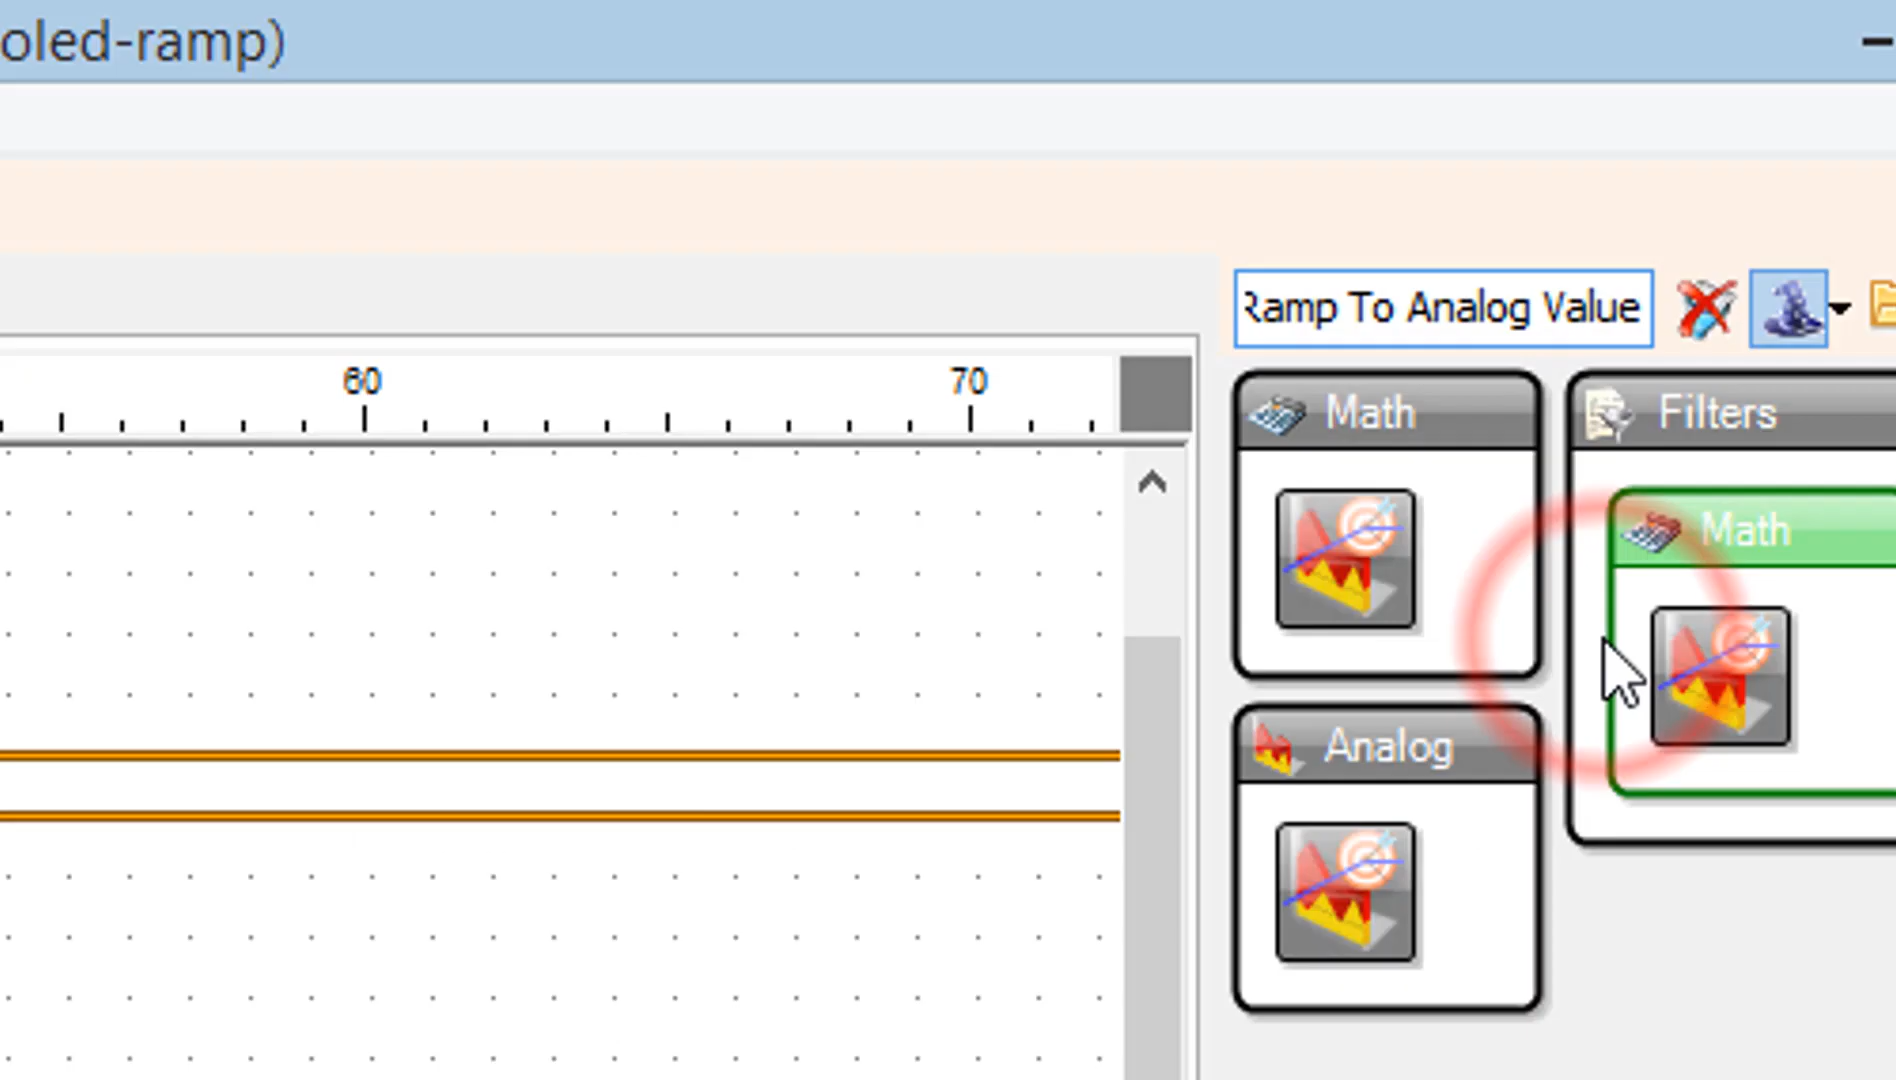 oled-ramp)
Ramp To Analog Value
60
70
Math
Filters
Math
Analog